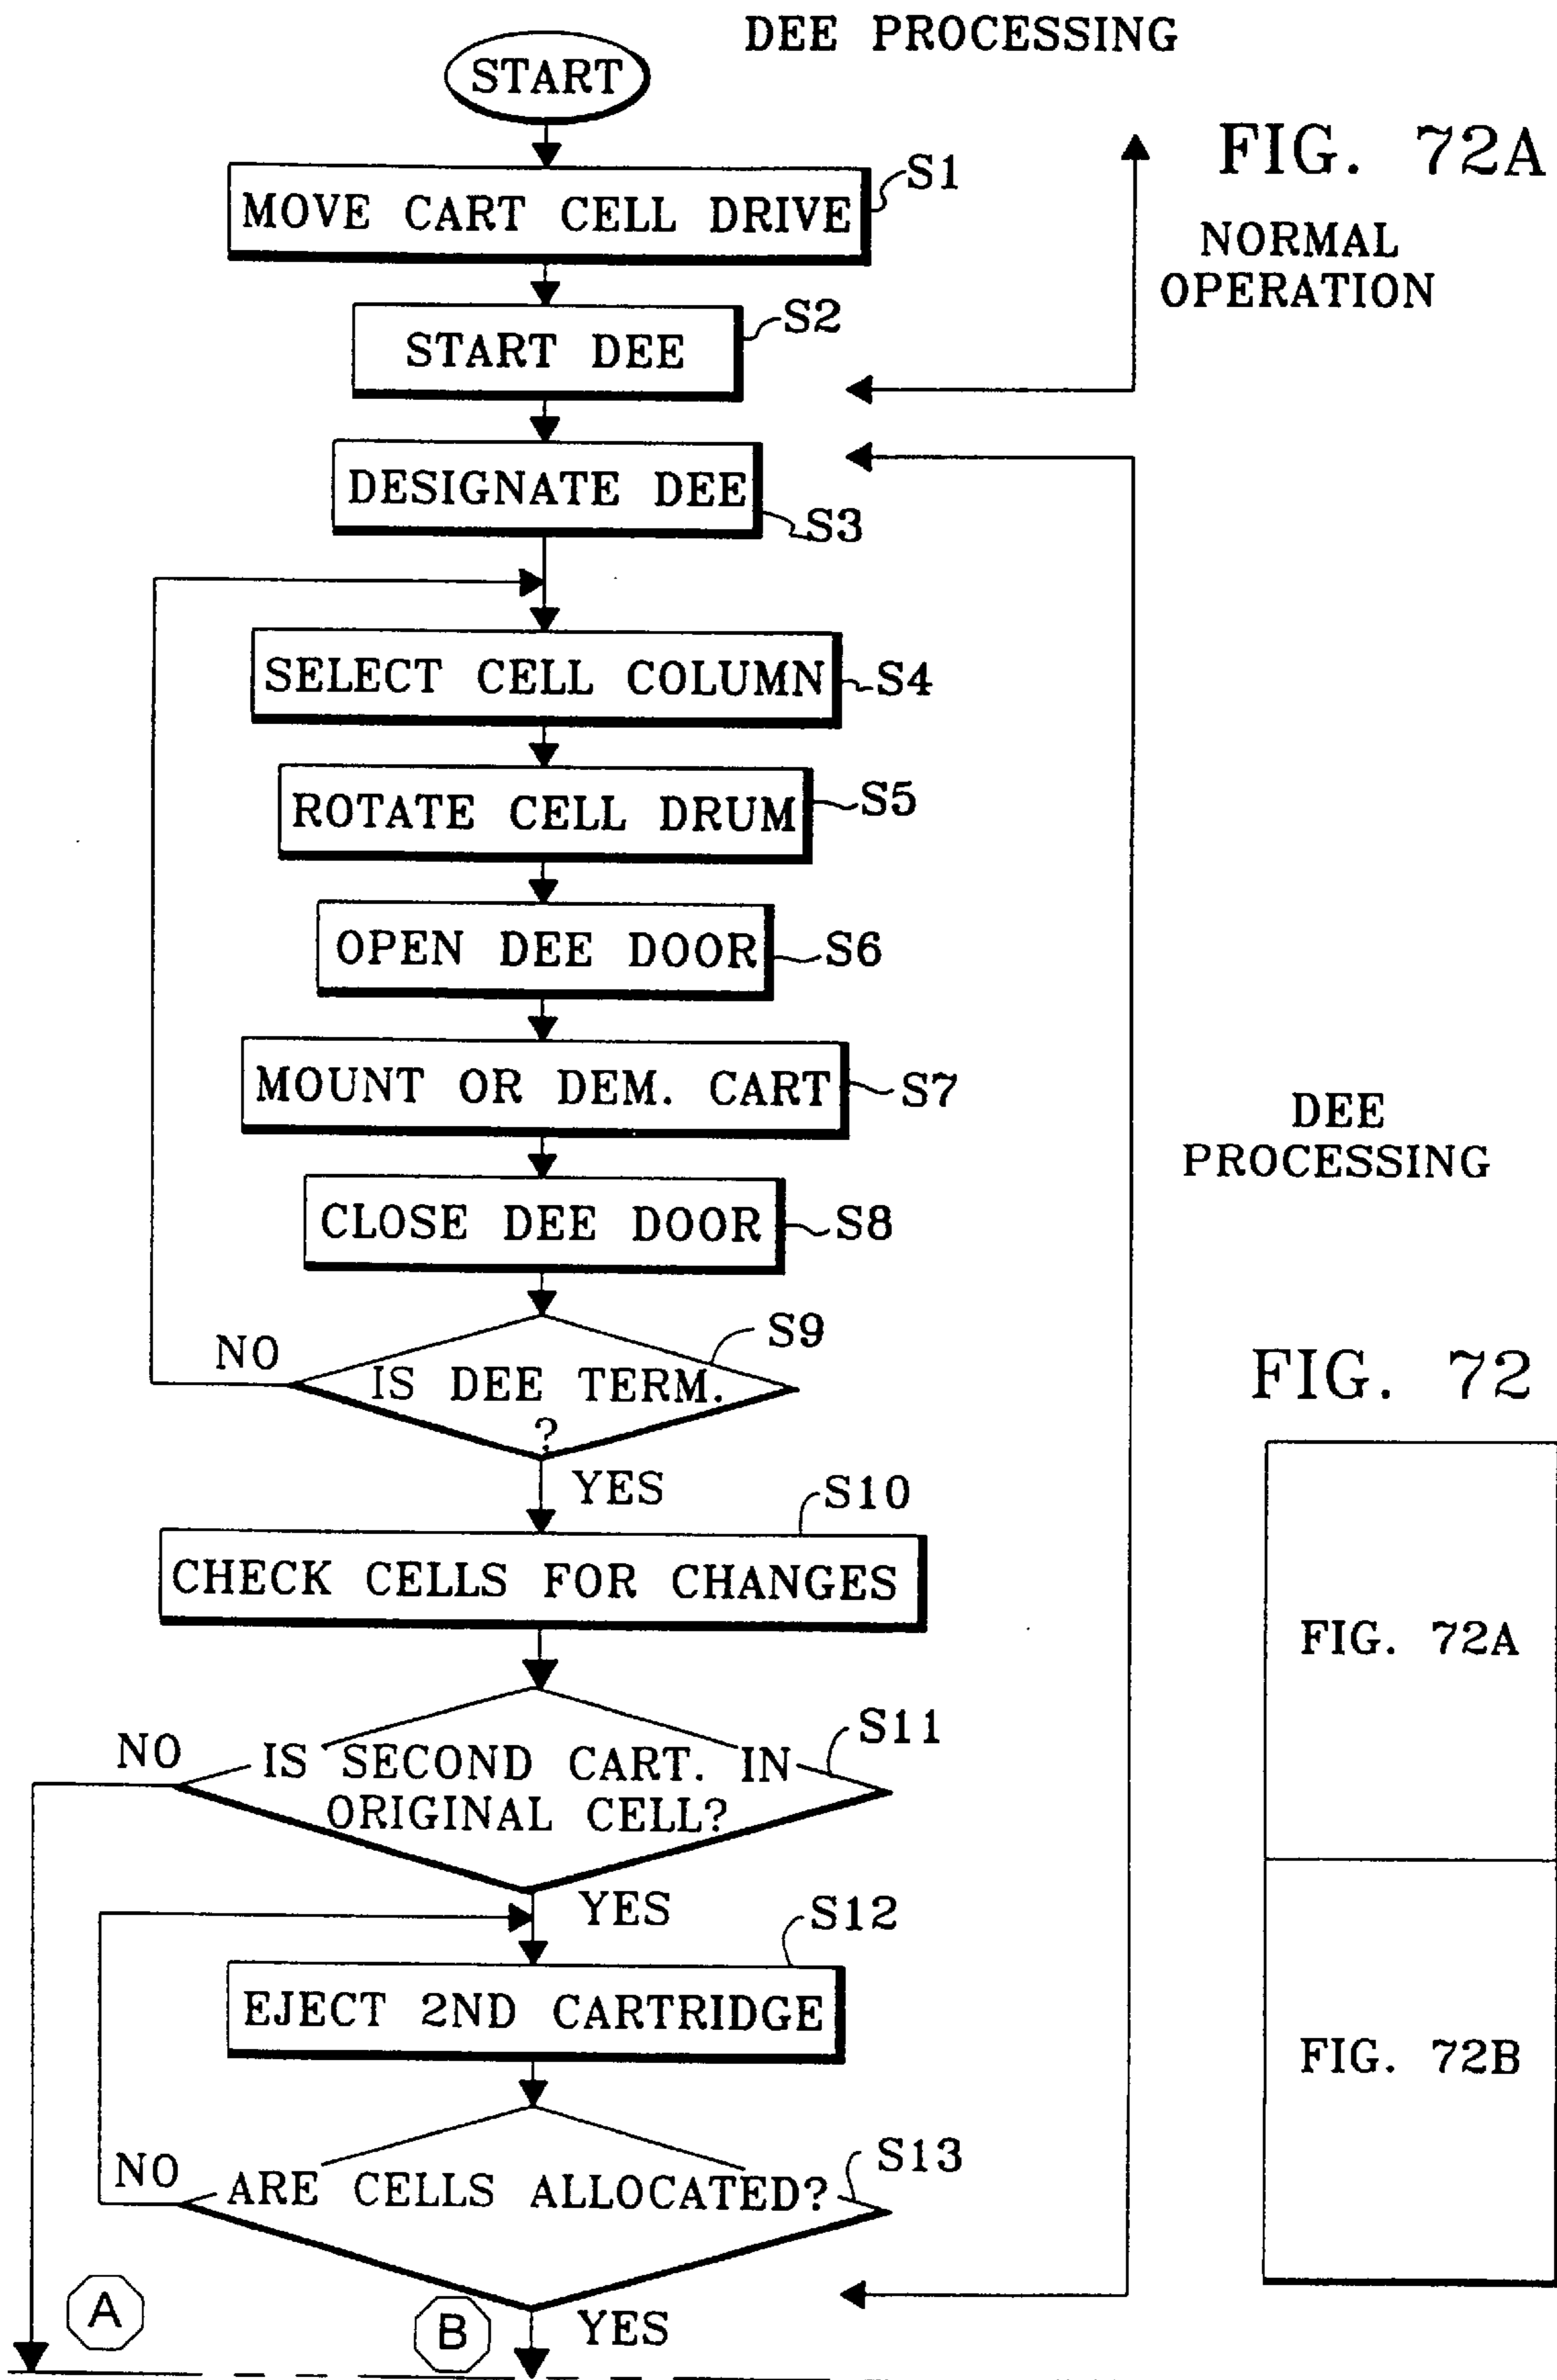 DEE PROCESSING
START
FIG. 72A
S1
MOVE CART CELL DRIVE
NORMAL
OPERATION
S2
START DEE
DESIGNATE DEE
S3
SELECT CELL COLUMN
S4
ROTATE CELL DRUM
S5
OPEN DEE DOOR
S6
MOUNT OR DEM. CART
S7
DEE
PROCESSING
CLOSE DEE DOOR
S8
S9
NO
IS DEE TERM.
?
FIG. 72
YES
S10
CHECK CELLS FOR CHANGES
FIG. 72A
S11
NO
IS SECOND CART. IN
ORIGINAL CELL?
YES
S12
EJECT 2ND CARTRIDGE
FIG. 72B
S13
NO
ARE CELLS ALLOCATED?
A
B
YES